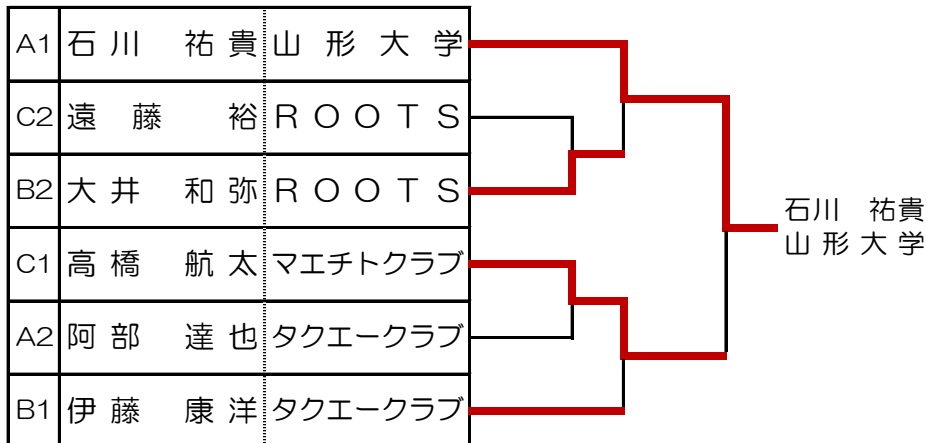 A1 石川 祐貴 山形大学
C2 遠藤 裕 ROOTS
B2 大井 和弥 ROOTS
C1 高橋 航太 マエチトクラブ
A2 阿部 達也 タクエークラブ
B1 伊藤 康洋 タクエークラブ
石川 祐貴
山形大学